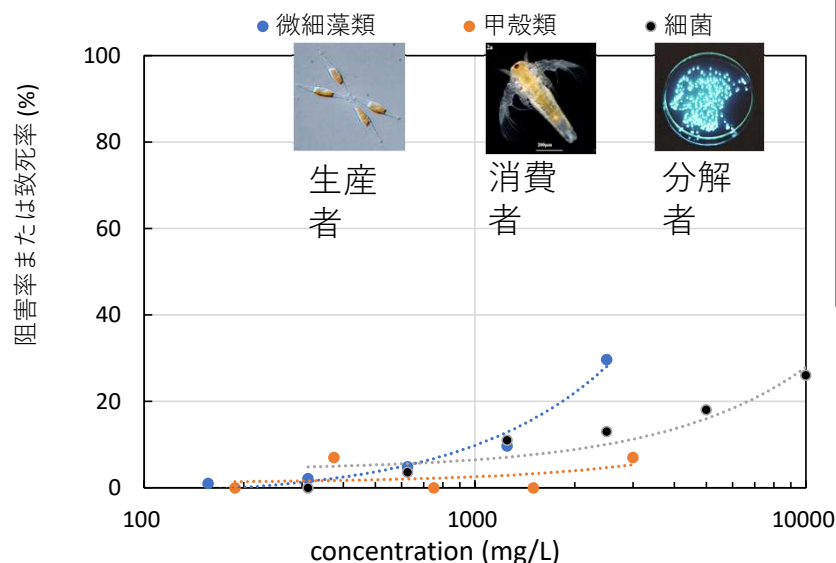 微細藻類 甲殻類 細菌
100
80
60
40
20
0
阻害率または致死率 (%)
生産
者
消費
者
分解
者
200μm
100 1000 10000
concentration (mg/L)